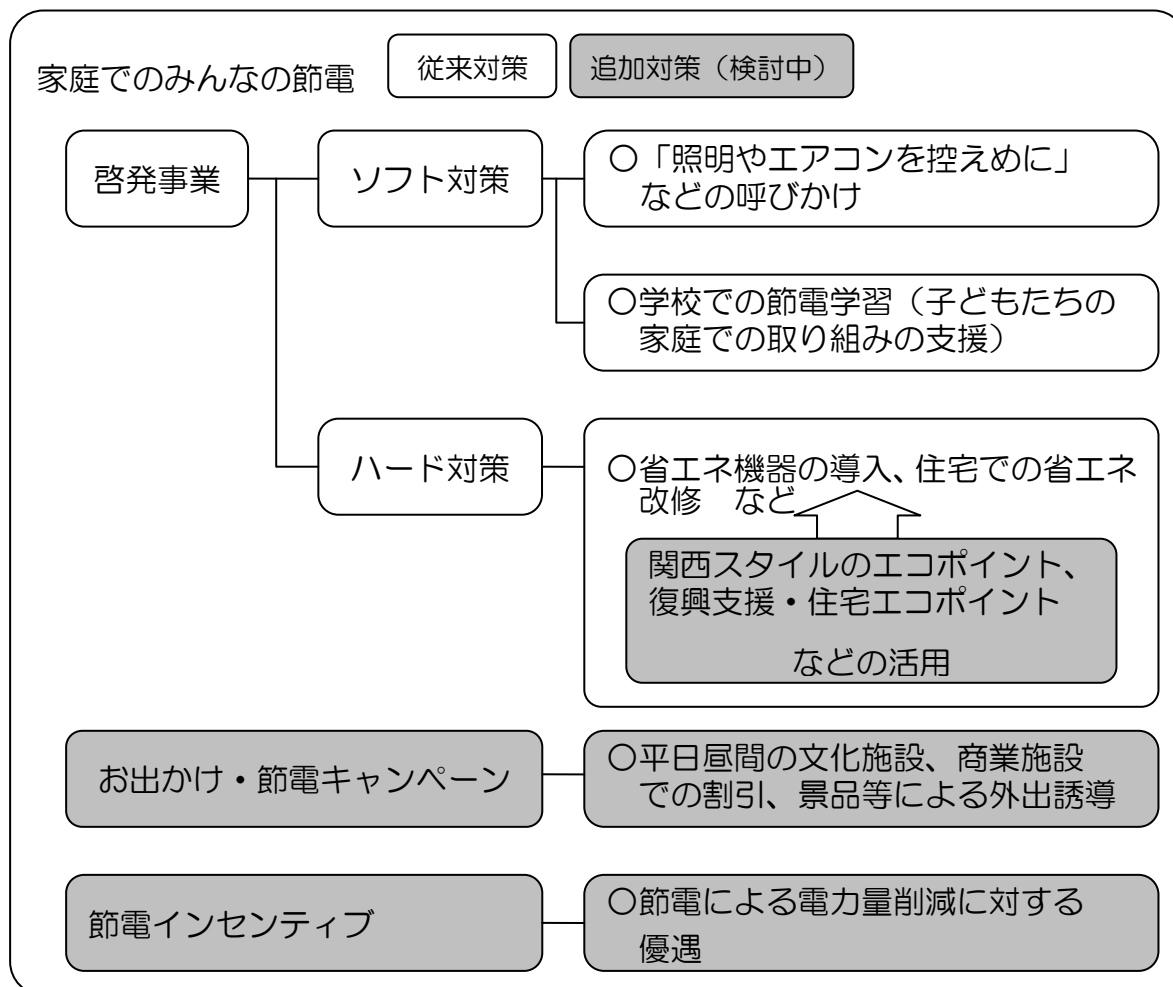 家庭でのみんなの節電
従来対策
追加対策（検討中）
啓発事業
ソフト対策
〇「照明やエアコンを控えめに」
などの呼びかけ
〇学校での節電学習（子どもたちの
家庭での取り組みの支援）
ハード対策
〇省エネ機器の導入、住宅での省エネ
改修　など
関西スタイルのエコポイント、
復興支援・住宅エコポイント
などの活用
お出かけ・節電キャンペーン
〇平日昼間の文化施設、商業施設
での割引、景品等による外出誘導
節電インセンティブ
〇節電による電力量削減に対する
優遇